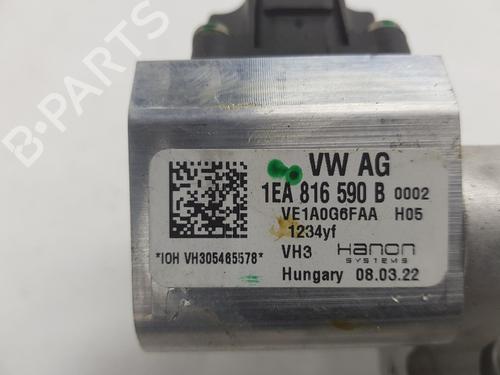 B-PARTS
VW AG
1EA 816 590 B 0002
VE1A0G6FAA H05
1234yf
*IOH VH305465578* VH3 Hanon
SYSTEMS
Hungary 08.03.22